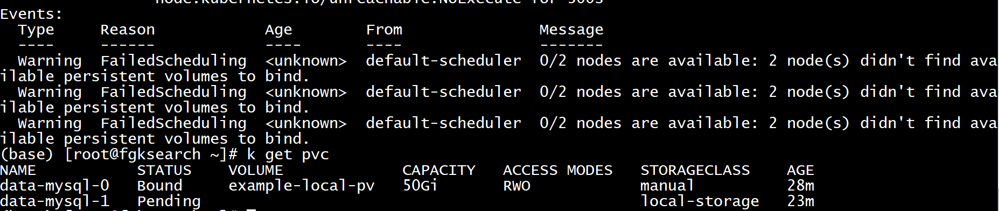 node.kubernetes.io/unreachable:NoExecute for 300s
Events:
  Type     Reason            Age        From               Message
  ----     ------            ----       ----               -------
  Warning  FailedScheduling  <unknown>  default-scheduler  0/2 nodes are available: 2 node(s) didn't find ava
ilable persistent volumes to bind.
  Warning  FailedScheduling  <unknown>  default-scheduler  0/2 nodes are available: 2 node(s) didn't find ava
ilable persistent volumes to bind.
  Warning  FailedScheduling  <unknown>  default-scheduler  0/2 nodes are available: 2 node(s) didn't find ava
ilable persistent volumes to bind.
(base) [root@fgksearch ~]# k get pvc
NAME           STATUS    VOLUME             CAPACITY   ACCESS MODES   STORAGECLASS    AGE
data-mysql-0   Bound     example-local-pv   50Gi       RWO            manual          28m
data-mysql-1   Pending                                                local-storage   23m